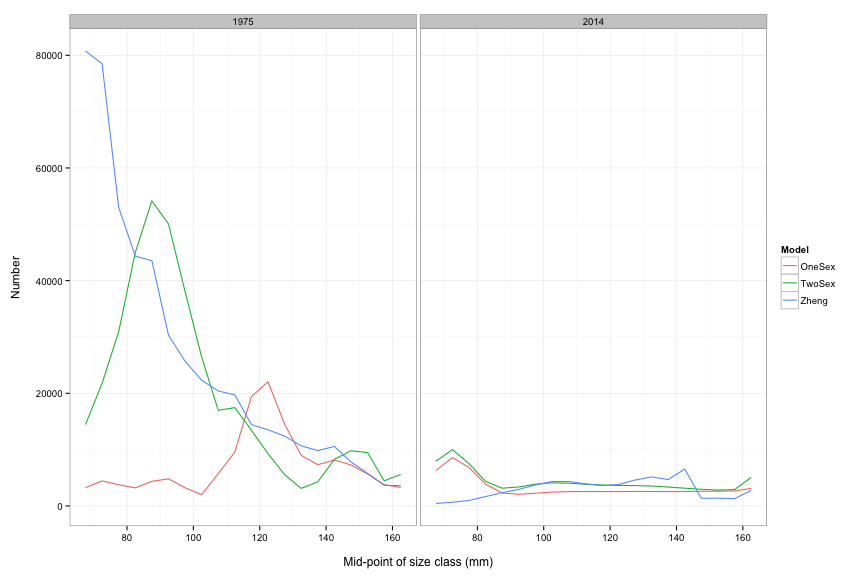 1975 2014
80000
60000
40000
20000
0
Number
80 100 120 140 160 80 100 120 140 160
Mid-point of size class (mm)
Model
OneSex
TwoSex
Zheng